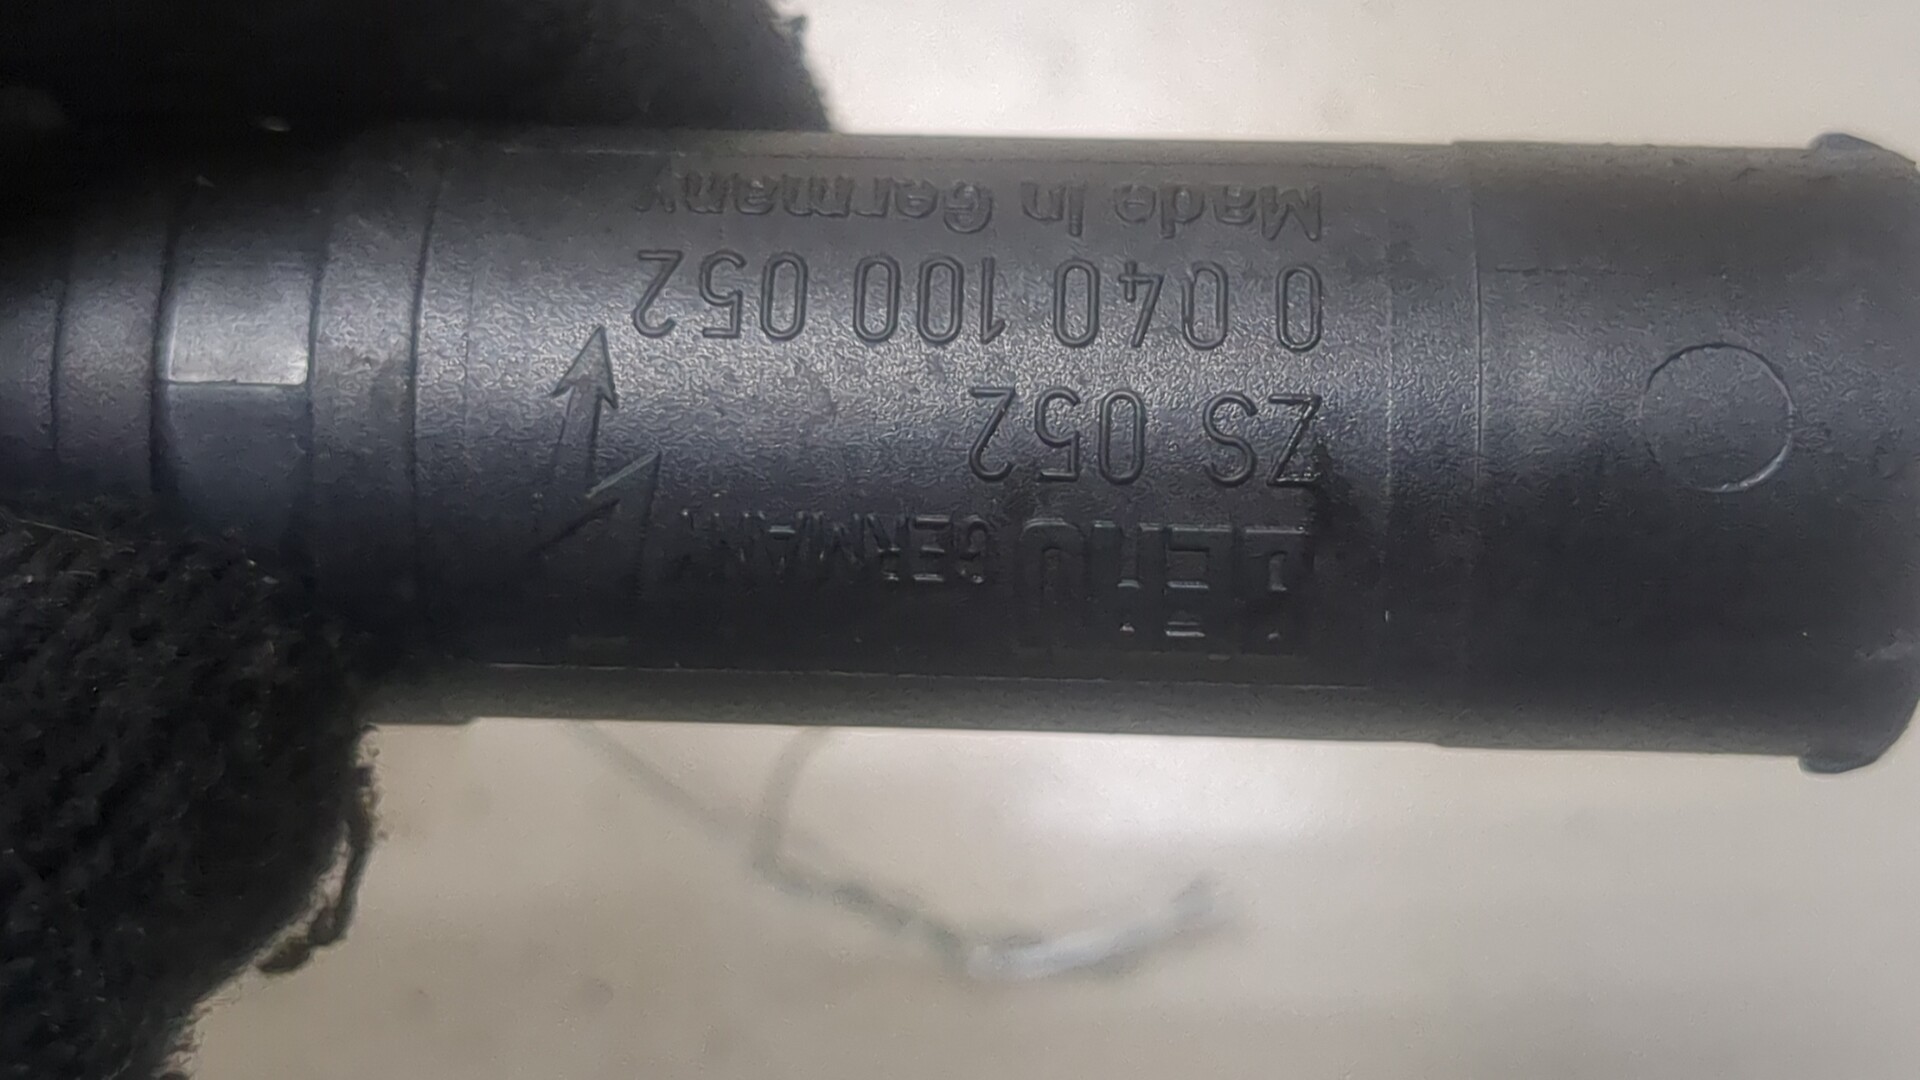 BERU GERMANY
ZS 052
0 040 100 052
Made in Germany